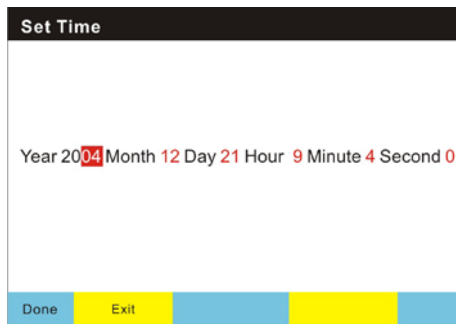 Set Time
Year 2004 Month 12 Day 21 Hour 9 Minute 4 Second 0
Done Exit